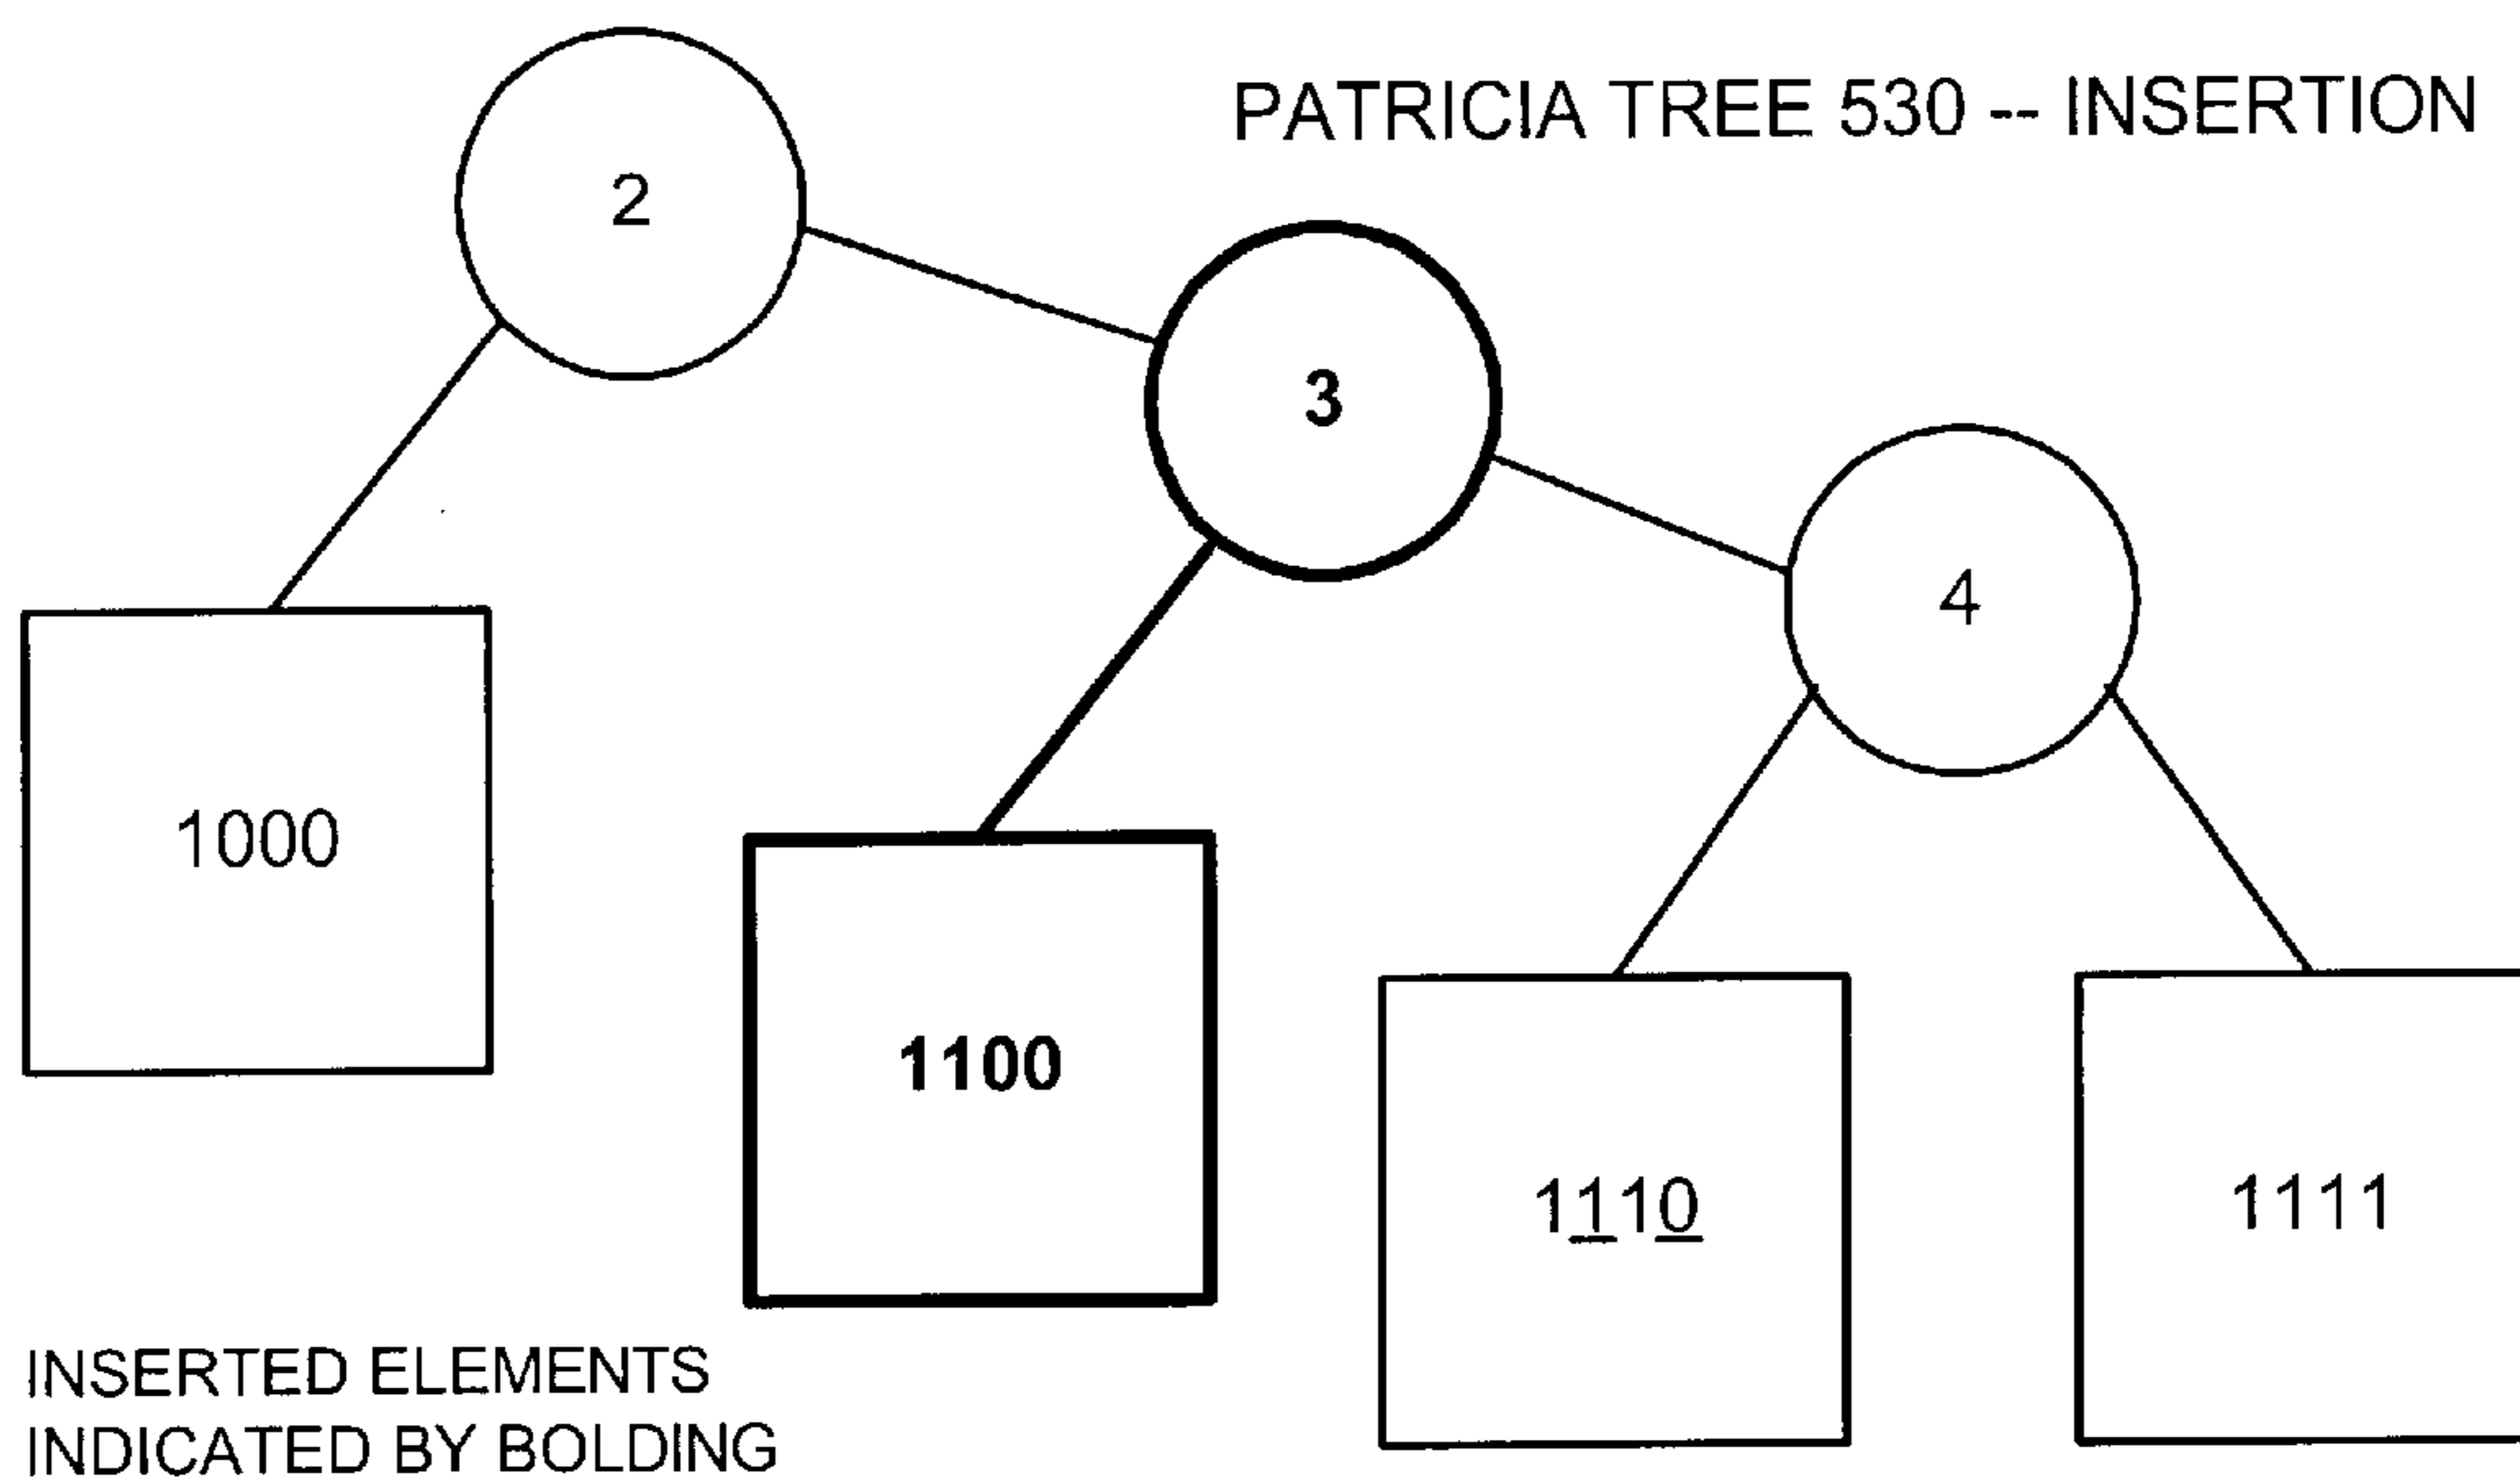 PATRICIA TREE 530 -- INSERTION
2
3
4
1000
1100
1110
1111
INSERTED ELEMENTS
INDICATED BY BOLDING